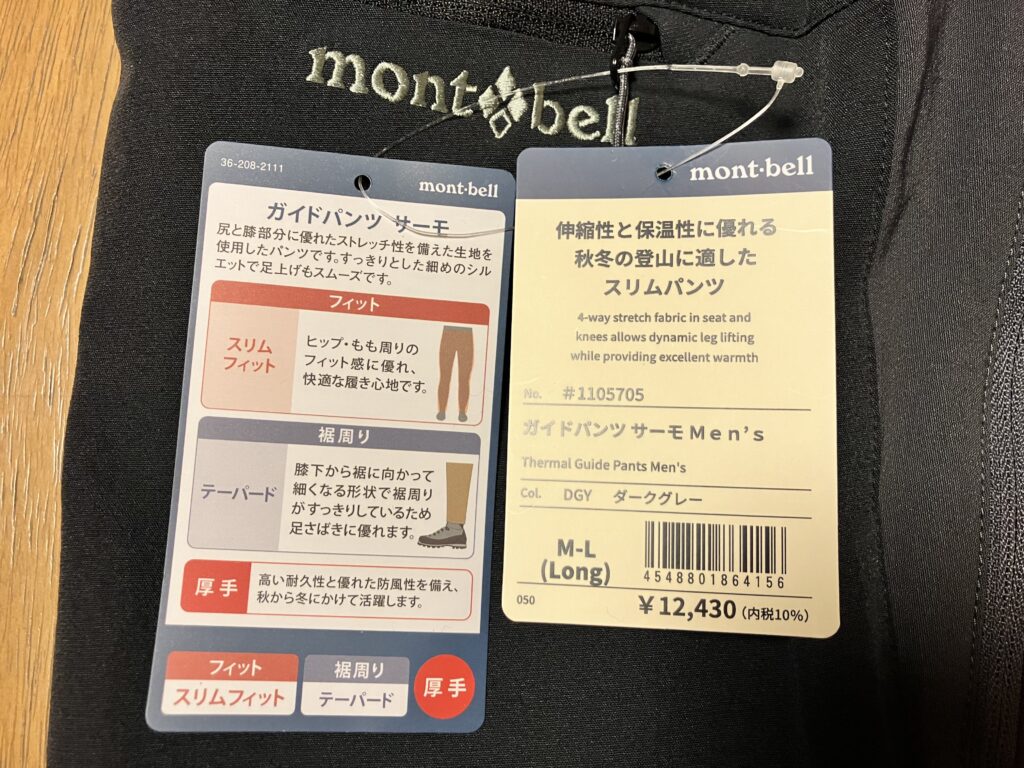 mont bell
36-208-2111
mont-bell
ガイドパンツ サーモ
尻と膝部分に優れたストレッチ性を備えた生地を
使用したパンツです。すっきりとした細めのシル
エットで足上げもスムーズです。
フィット
スリム
フィット
ヒップ・もも周りの
フィット感に優れ、
快適な履き心地です。
裾周り
テーパード
膝下から裾に向かって
細くなる形状で裾周り
がすっきりしているため
足さばきに優れます。
厚手
高い耐久性と優れた防風性を備え、
秋から冬にかけて活躍します。
フィット
スリムフィット
裾周り
テーパード
厚手
mont-bell
伸縮性と保温性に優れる
秋冬の登山に適した
スリムパンツ
4-way stretch fabric in seat and
knees allows dynamic leg lifting
while providing excellent warmth
No. #1105705
ガイドパンツ サーモMen's
Thermal Guide Pants Men's
Col. DGY ダークグレー
M-L
(Long)
4548801864156
050
¥12,430(内税10%)